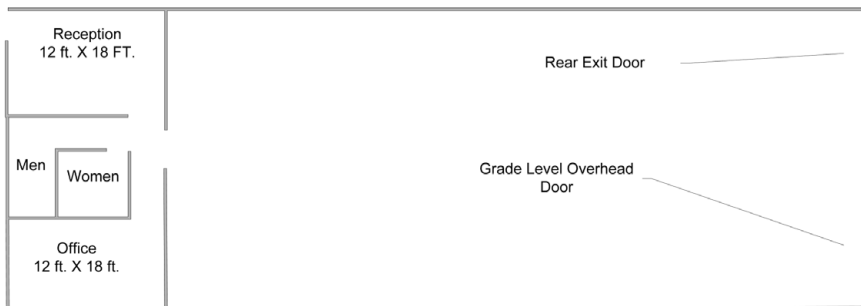 Reception
12 ft. X 18 FT.
Rear Exit Door
Men
Women
Grade Level Overhead
Door
Office
12 ft. X 18 ft.